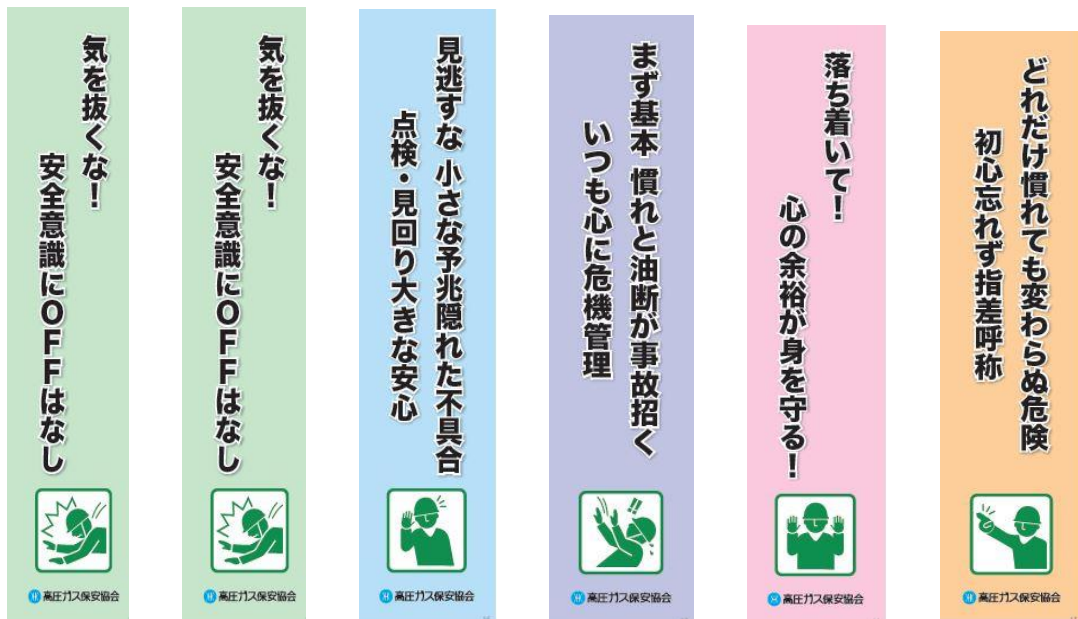 気を抜くな！
安全意識にOFFはなし
高圧ガス保安協会
気を抜くな！
安全意識にOFFはなし
高圧ガス保安協会
見逃すな 小さな予兆隠れた不具合
点検・見回り大きな安心
高圧ガス保安協会
まず基本 慣れと油断が事故招く
いつも心に危機管理
!!
高圧ガス保安協会
落ち着いて！
心の余裕が身を守る！
高圧ガス保安協会
どれだけ慣れても変わらぬ危険
初心忘れず指差呼称
高圧ガス保安協会